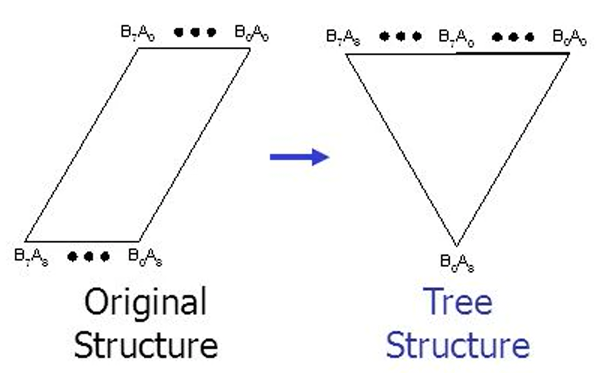 B₇A₀ ●●● B₀A₀
B₇A₈ ●●● B₀A₈
Original
Structure
B₇A₈ ●●● B₇A₀ ●●● B₀A₀
B₀A₈
Tree
Structure